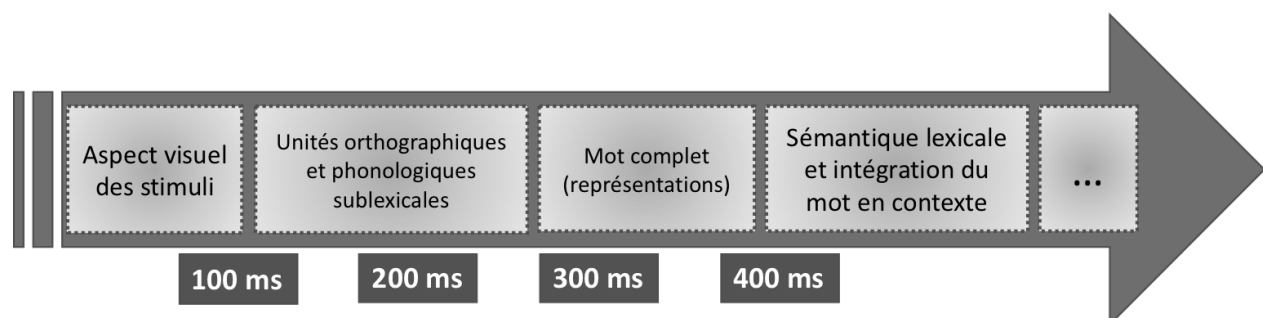 Aspect visuel
des stimuli
Unités orthographiques
et phonologiques
sublexicales
Mot complet
(représentations)
Sémantique lexicale
et intégration du
mot en contexte
...
100 ms
200 ms
300 ms
400 ms